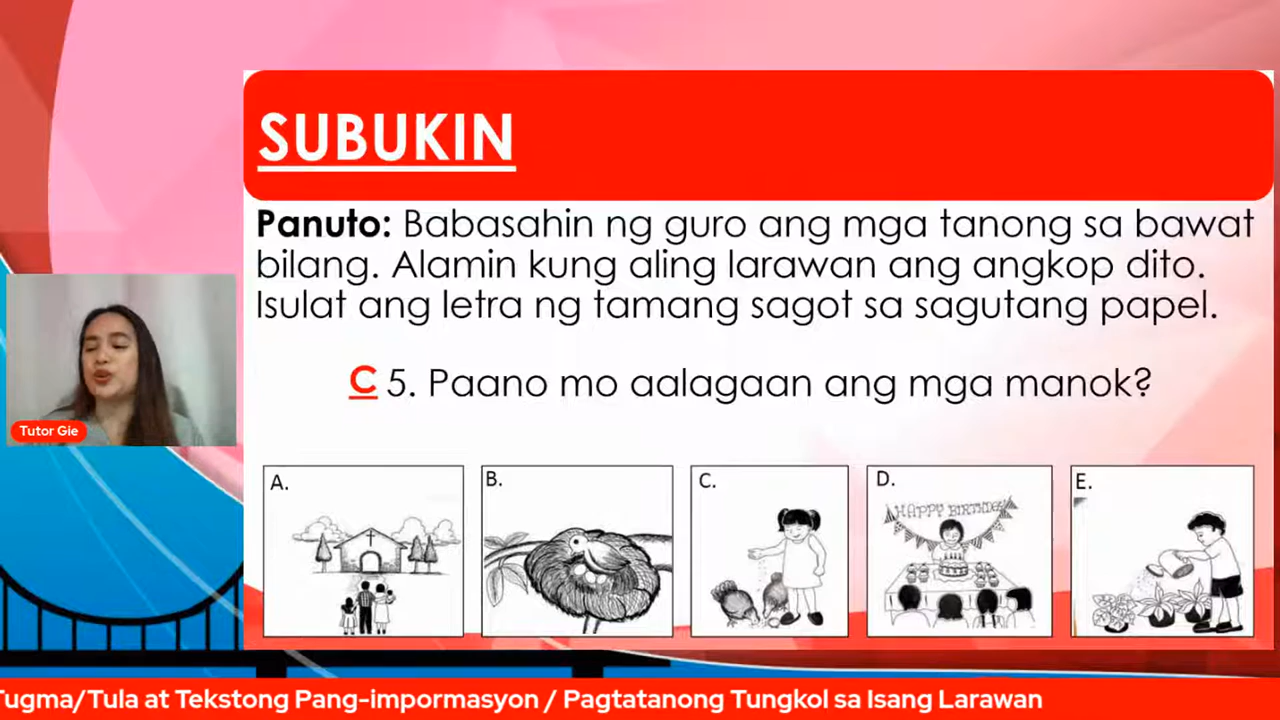 SUBUKIN
Panuto: Babasahin ng guro ang mga tanong sa bawat
bilang. Alamin kung aling larawan ang angkop dito.
Isulat ang letra ng tamang sagot sa sagutang papel.
C 5. Paano mo aalagaan ang mga manok?
Tutor Gie
A.
B.
C.
D.
HAPPY BIRTHDAY
E.
Tugma/Tula at Tekstong Pang-impormasyon / Pagtatanong Tungkol sa Isang Larawan